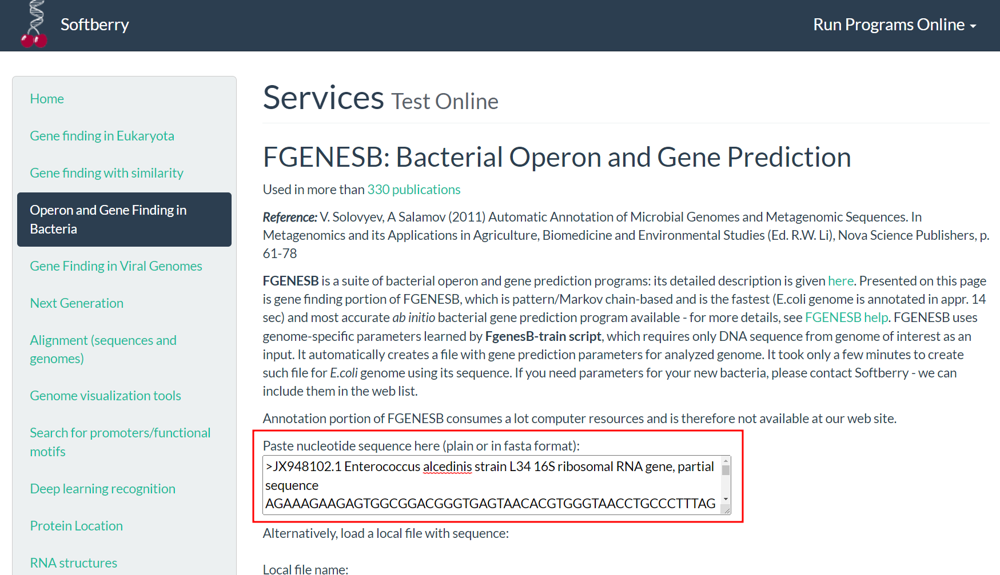 Softberry
Run Programs Online
Home
Gene finding in Eukaryota
Gene finding with similarity
Operon and Gene Finding in
Bacteria
Gene Finding in Viral Genomes
Next Generation
Alignment (sequences and
genomes)
Genome visualization tools
Search for promoters/functional
motifs
Deep learning recognition
Protein Location
RNA structures
Services Test Online
FGENESB: Bacterial Operon and Gene Prediction
Used in more than 330 publications
Reference: V. Solovyev, A Salamov (2011) Automatic Annotation of Microbial Genomes and Metagenomic Sequences. In
Metagenomics and its Applications in Agriculture, Biomedicine and Environmental Studies (Ed. R.W. Li), Nova Science Publishers, p.
61-78
FGENESB is a suite of bacterial operon and gene prediction programs: its detailed description is given here. Presented on this page
is gene finding portion of FGENESB, which is pattern/Markov chain-based and is the fastest (E.coli genome is annotated in appr. 14
sec) and most accurate ab initio bacterial gene prediction program available - for more details, see FGENESB help. FGENESB uses
genome-specific parameters learned by FgenesB-train script, which requires only DNA sequence from genome of interest as an
input. It automatically creates a file with gene prediction parameters for analyzed genome. It took only a few minutes to create
such file for E.coli genome using its sequence. If you need parameters for your new bacteria, please contact Softberry - we can
include them in the web list.
Annotation portion of FGENESB consumes a lot computer resources and is therefore not available at our web site.
Paste nucleotide sequence here (plain or in fasta format):
>JX948102.1 Enterococcus alcedinis strain L34 16S ribosomal RNA gene, partial
sequence
AGAAAGAAGAGTGGCGGACGGGTGAGTAACACGTGGGTAACCTGCCCTTTAG
Alternatively, load a local file with sequence:
Local file name: